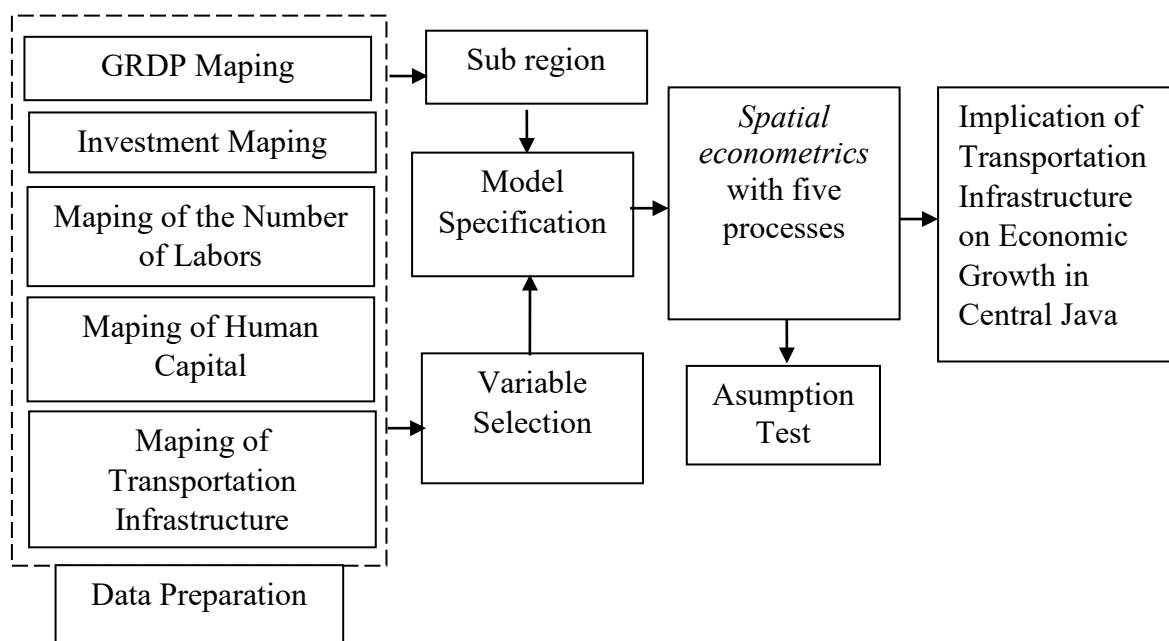 GRDP Maping
Investment Maping
Maping of the Number
of Labors
Maping of Human
Capital
Maping of
Transportation
Infrastructure
Data Preparation
Sub region
Model
Specification
Variable
Selection
Spatial
econometrics
with five
processes
Asumption
Test
Implication of
Transportation
Infrastructure
on Economic
Growth in
Central Java